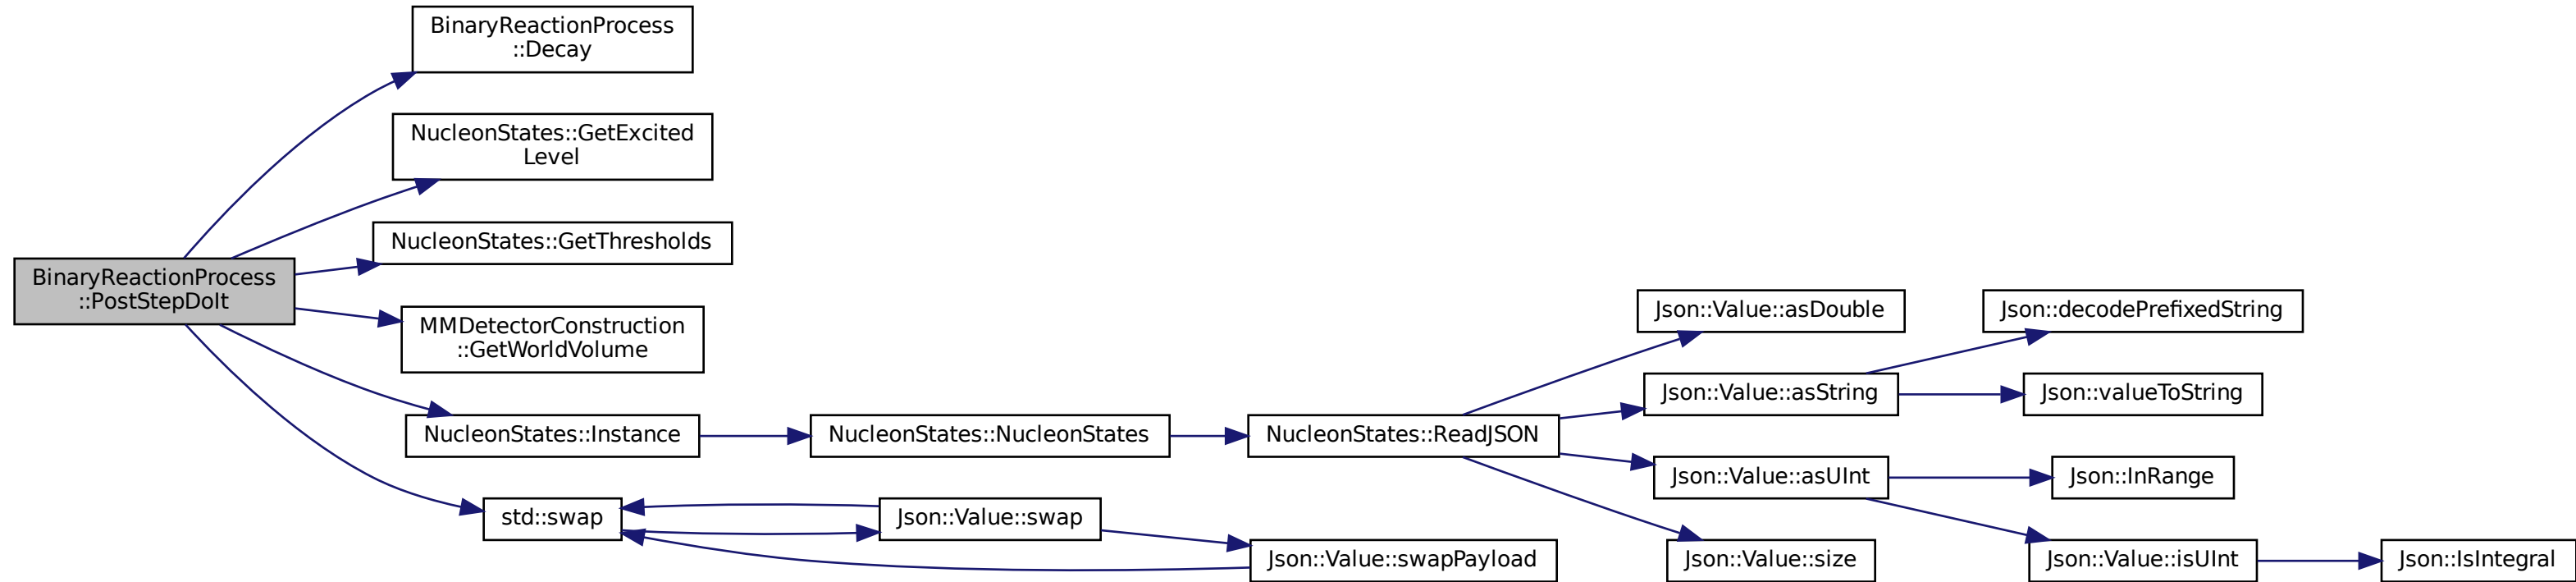 BinaryReactionProcess
::Decay
NucleonStates::GetExcited
Level
NucleonStates::GetThresholds
BinaryReactionProcess
::PostStepDoIt
MMDetectorConstruction
::GetWorldVolume
NucleonStates::Instance
NucleonStates::NucleonStates
NucleonStates::ReadJSON
Json::Value::asDouble
Json::Value::asString
Json::decodePrefixedString
Json::valueToString
Json::Value::asUInt
Json::InRange
Json::Value::isUInt
Json::IsIntegral
Json::Value::size
std::swap
Json::Value::swap
Json::Value::swapPayload